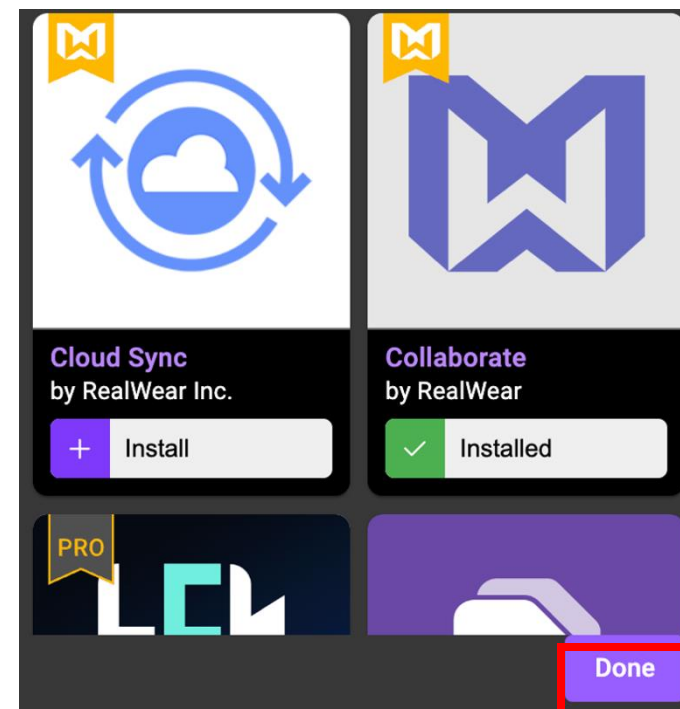 Cloud Sync
by RealWear Inc.
Install
Collaborate
by RealWear
Installed
PRO
Done